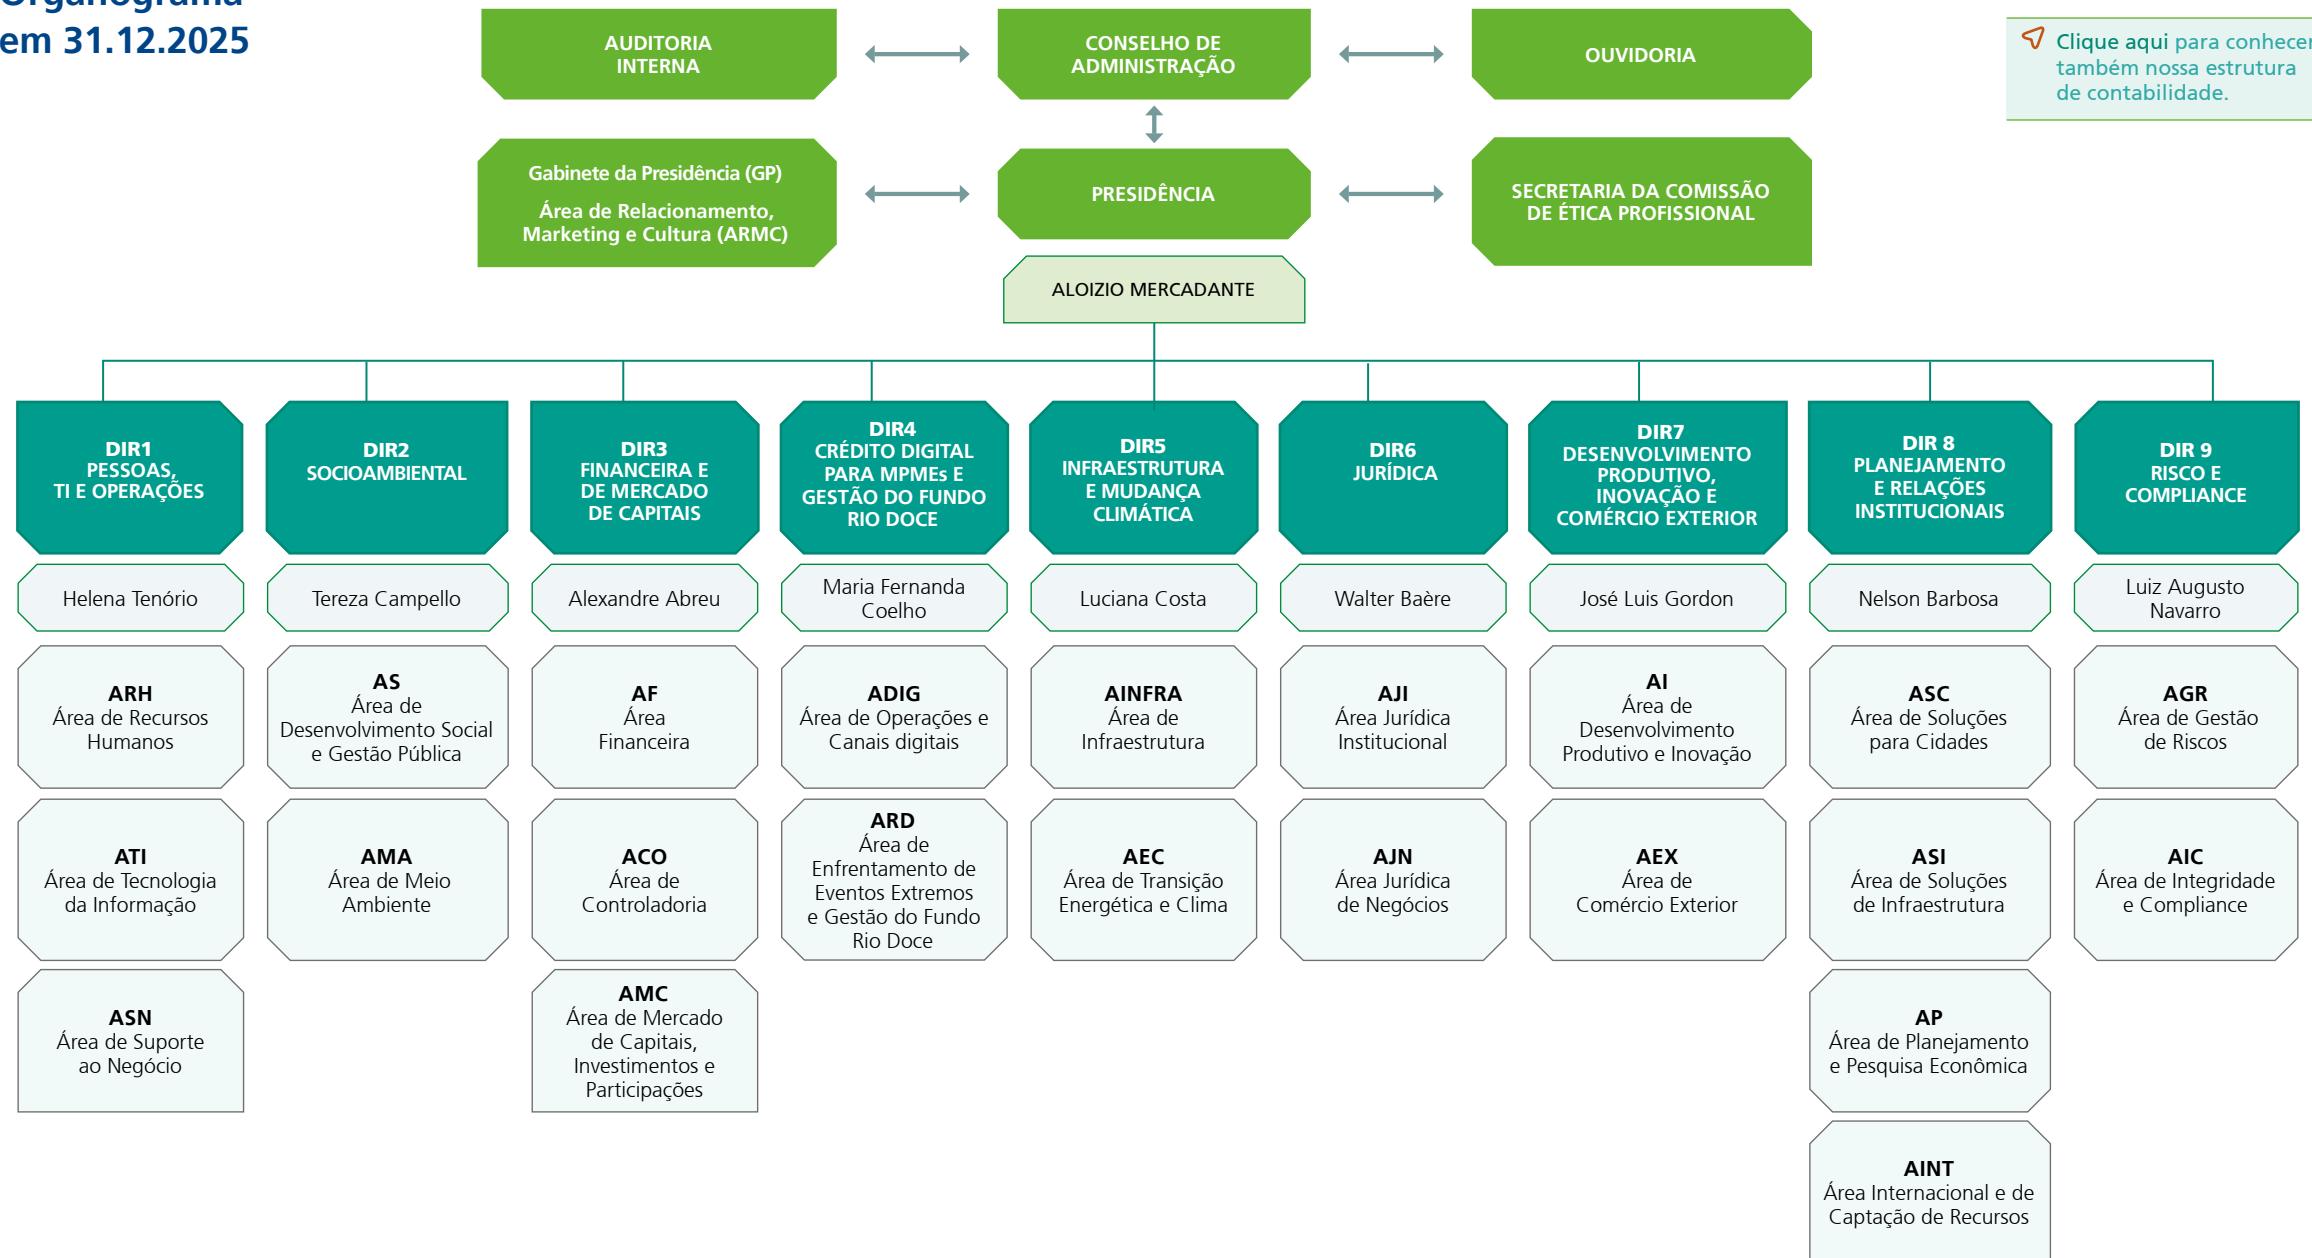 Organograma
em 31.12.2025
AUDITORIA
INTERNA
CONSELHO DE
ADMINISTRAÇÃO
OUVIDORIA
Clique aqui para conhecer
também nossa estrutura
de contabilidade.
Gabinete da Presidência (GP)
Área de Relacionamento,
Marketing e Cultura (ARMC)
PRESIDÊNCIA
SECRETARIA DA COMISSÃO
DE ÉTICA PROFISSIONAL
ALOIZIO MERCADANTE
DIR1
PESSOAS,
TI E OPERAÇÕES
Helena Tenório
ARH
Área de Recursos
Humanos
ATI
Área de Tecnologia
da Informação
ASN
Área de Suporte
ao Negócio
DIR2
SOCIOAMBIENTAL
Tereza Campello
AS
Área de
Desenvolvimento Social
e Gestão Pública
AMA
Área de Meio
Ambiente
DIR3
FINANCEIRA E
DE MERCADO
DE CAPITAIS
Alexandre Abreu
AF
Área
Financeira
ACO
Área de
Controladoria
AMC
Área de Mercado
de Capitais,
Investimentos e
Participações
DIR4
CRÉDITO DIGITAL
PARA MPMEs E
GESTÃO DO FUNDO
RIO DOCE
Maria Fernanda
Coelho
ADIG
Área de Operações e
Canais digitais
ARD
Área de
Enfrentamento de
Eventos Extremos
e Gestão do Fundo
Rio Doce
DIR5
INFRAESTRUTURA
E MUDANÇA
CLIMÁTICA
Luciana Costa
AINFRA
Área de
Infraestrutura
AEC
Área de Transição
Energética e Clima
DIR6
JURÍDICA
Walter Baère
AJI
Área Jurídica
Institucional
AJN
Área Jurídica
de Negócios
DIR7
DESENVOLVIMENTO
PRODUTIVO,
INOVAÇÃO E
COMÉRCIO EXTERIOR
José Luis Gordon
AI
Área de
Desenvolvimento
Produtivo e Inovação
AEX
Área de
Comércio Exterior
DIR 8
PLANEJAMENTO
E RELAÇÕES
INSTITUCIONAIS
Nelson Barbosa
ASC
Área de Soluções
para Cidades
ASI
Área de Soluções
de Infraestrutura
AP
Área de Planejamento
e Pesquisa Econômica
AINT
Área Internacional e de
Captação de Recursos
DIR 9
RISCO E
COMPLIANCE
Luiz Augusto
Navarro
AGR
Área de Gestão
de Riscos
AIC
Área de Integridade
e Compliance